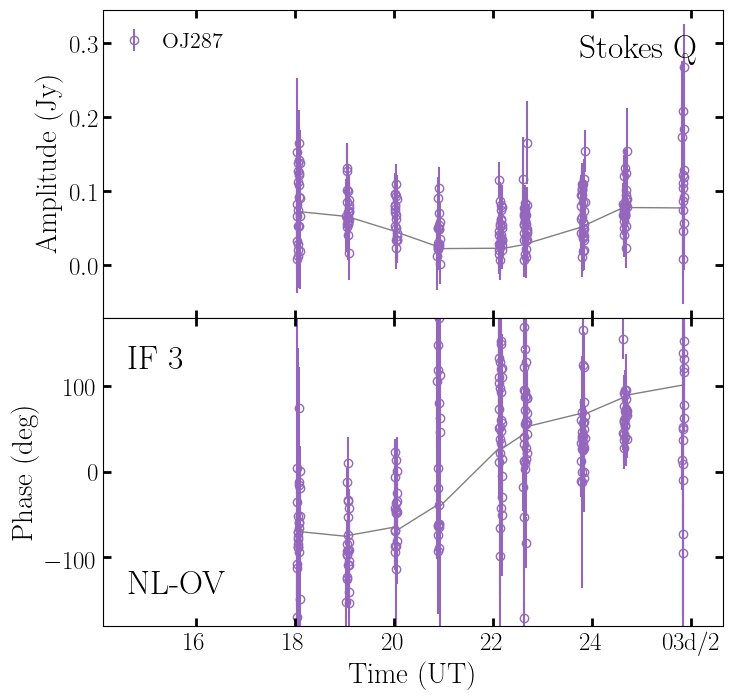 OJ287
Stokes Q
0.3
0.2
0.1
0.0
Amplitude (Jy)
IF 3
100
0
−100
Phase (deg)
NL-OV
16 18 20 22 24 03d/2
Time (UT)